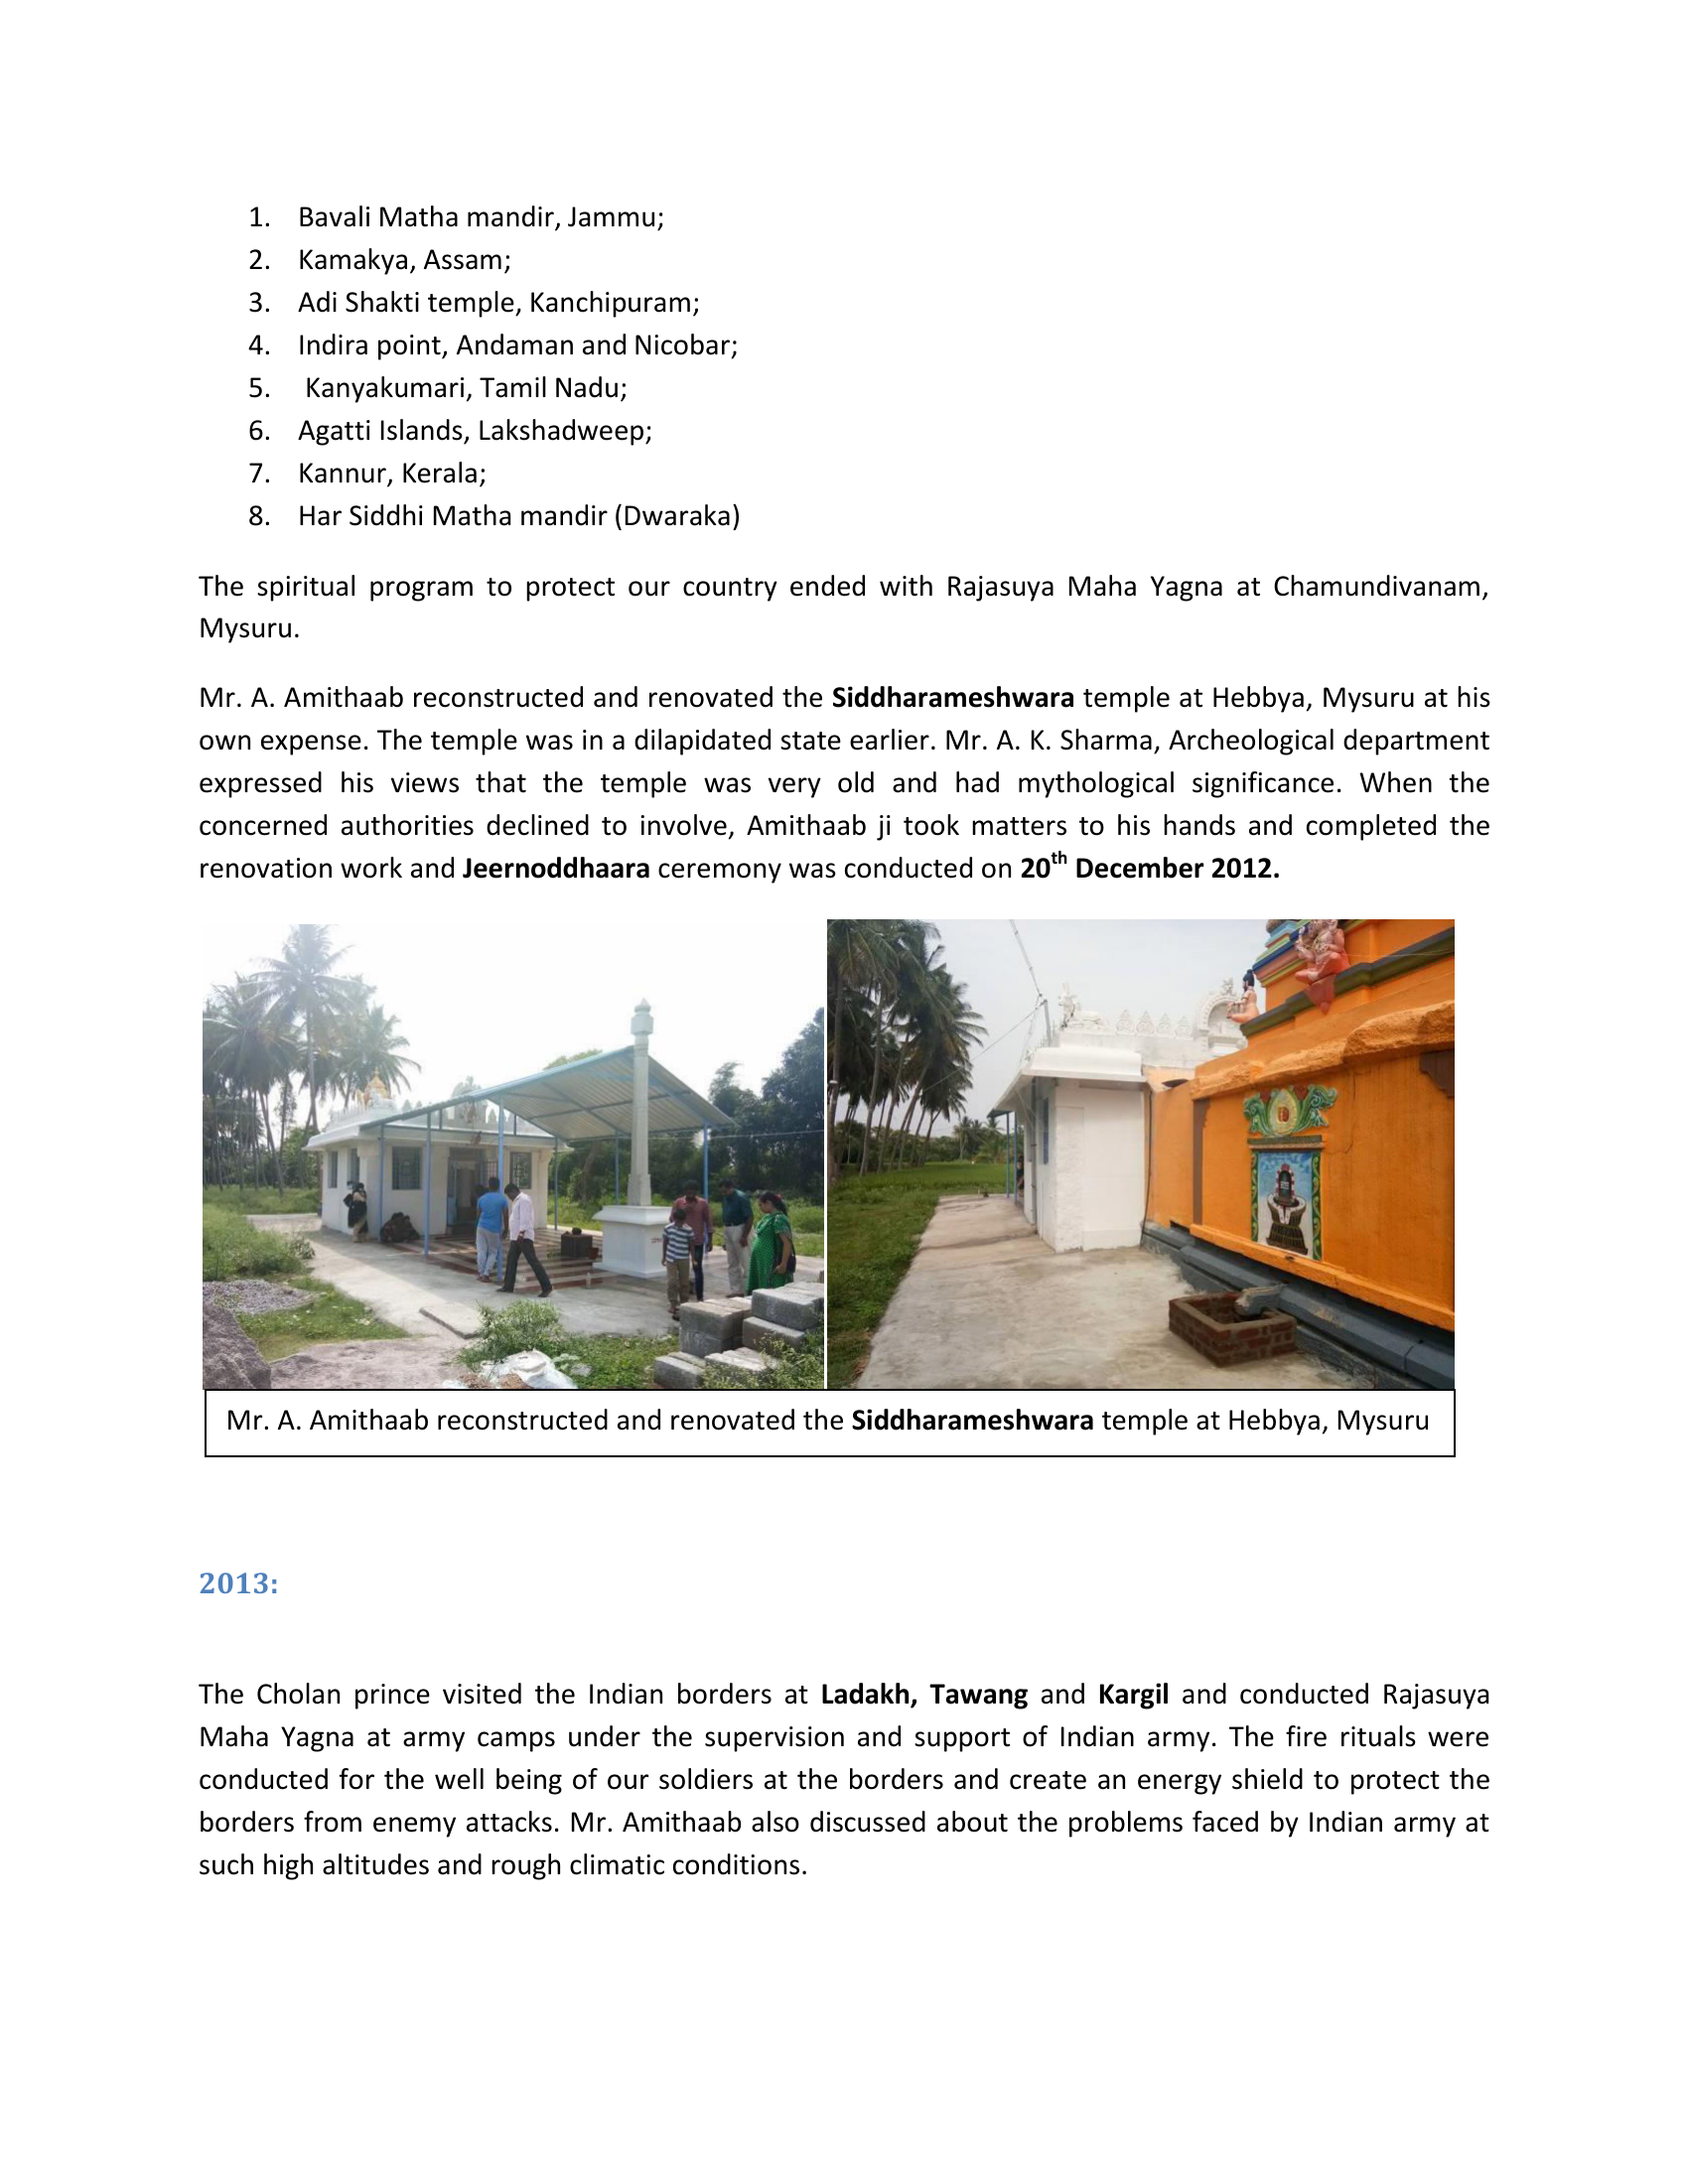 1. Bavali Matha mandir, Jammu;
2. Kamakya, Assam;
3. Adi Shakti temple, Kanchipuram;
4. Indira point, Andaman and Nicobar;
5. Kanyakumari, Tamil Nadu;
6. Agatti Islands, Lakshadweep;
7. Kannur, Kerala;
8. Har Siddhi Matha mandir (Dwaraka)
The spiritual program to protect our country ended with Rajasuya Maha Yagna at Chamundivanam,
Mysuru.
Mr. A. Amithaab reconstructed and renovated the Siddharameshwara temple at Hebbya, Mysuru at his
own expense. The temple was in a dilapidated state earlier. Mr. A. K. Sharma, Archeological department
expressed his views that the temple was very old and had mythological significance. When the
concerned authorities declined to involve, Amithaab ji took matters to his hands and completed the
renovation work and Jeernoddhaara ceremony was conducted on 20th December 2012.
Mr. A. Amithaab reconstructed and renovated the Siddharameshwara temple at Hebbya, Mysuru
2013:
The Cholan prince visited the Indian borders at Ladakh, Tawang and Kargil and conducted Rajasuya
Maha Yagna at army camps under the supervision and support of Indian army. The fire rituals were
conducted for the well being of our soldiers at the borders and create an energy shield to protect the
borders from enemy attacks. Mr. Amithaab also discussed about the problems faced by Indian army at
such high altitudes and rough climatic conditions.